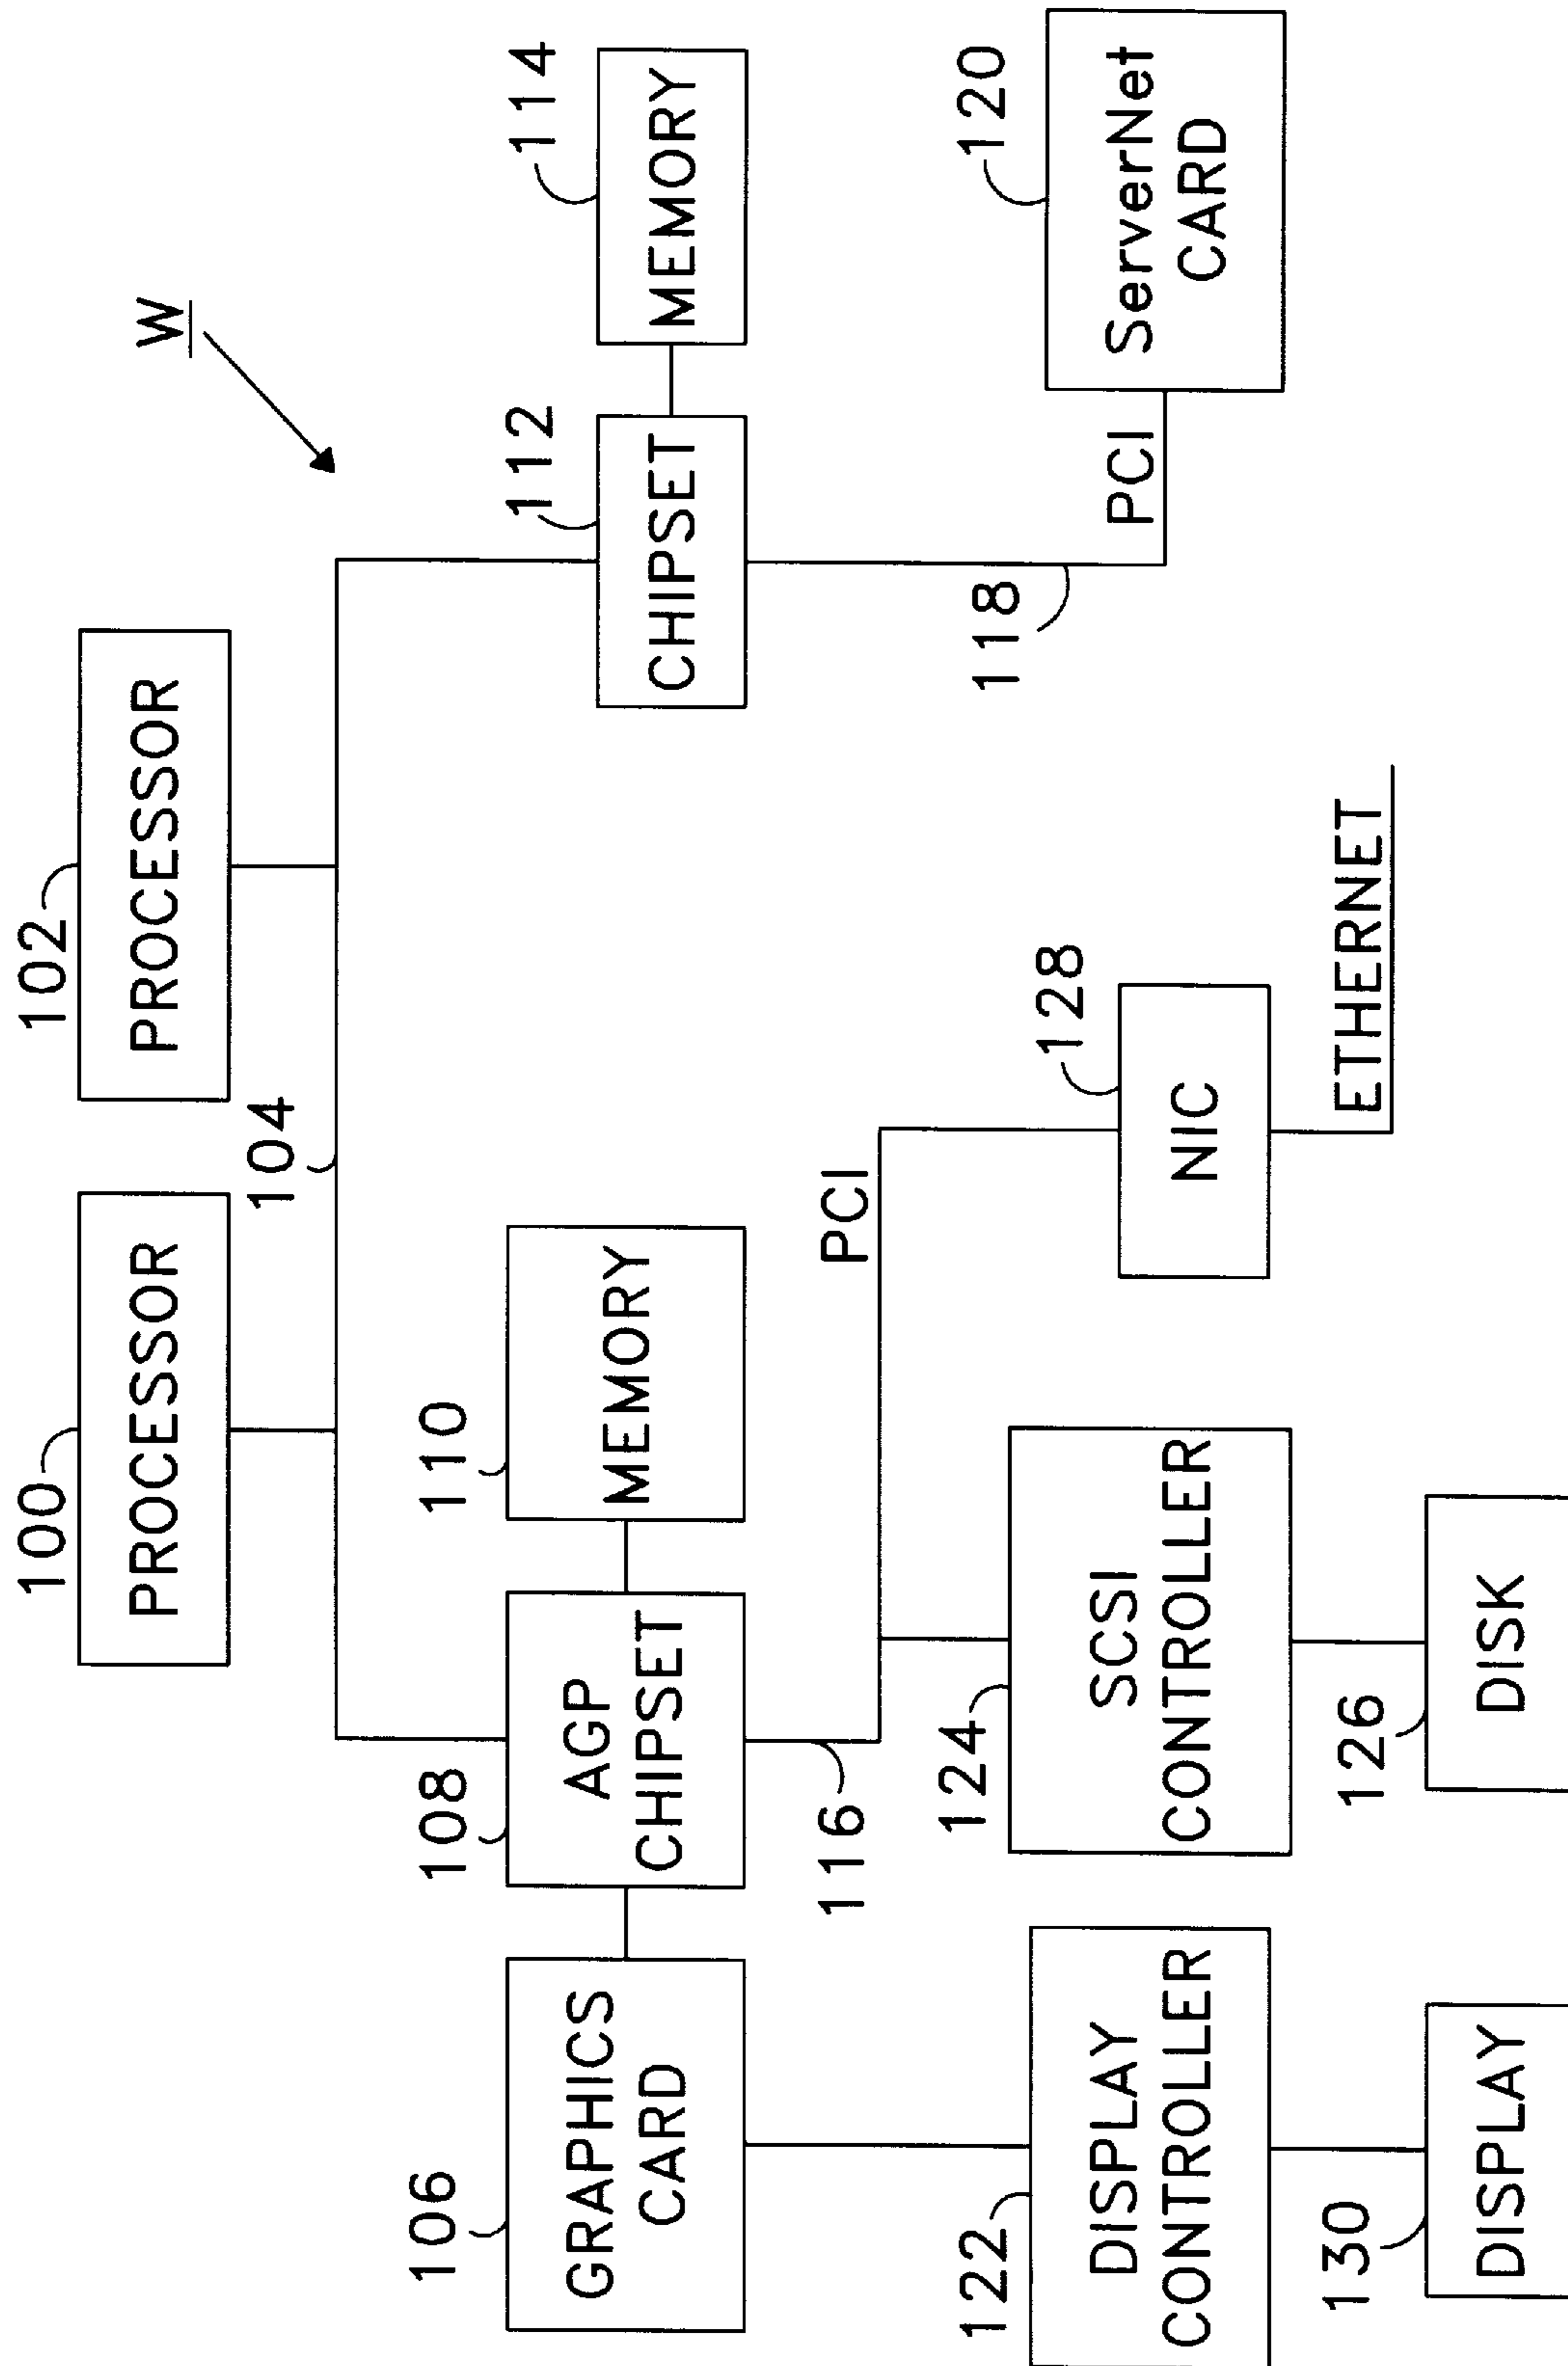 W
100
PROCESSOR
102
PROCESSOR
104
106
GRAPHICS
CARD
108
AGP
CHIPSET
110
MEMORY
112
CHIPSET
114
MEMORY
116
PCI
118
PCI
120
ServerNet
CARD
122
DISPLAY
CONTROLLER
124
SCSI
CONTROLLER
128
NIC
130
DISPLAY
126
DISK
ETHERNET